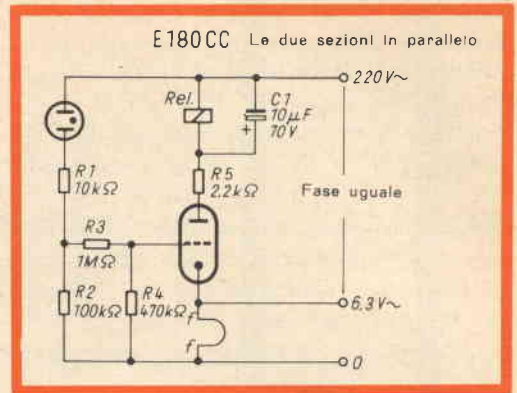 E180CC Le due sezioni in parallelo
220V~
Rel.
C1
10µF
70V
+
R1
10kΩ
R5
2.2kΩ
Fase uguale
R3
1MΩ
R2
100kΩ
R4
470kΩ
f
f
6,3V~
0